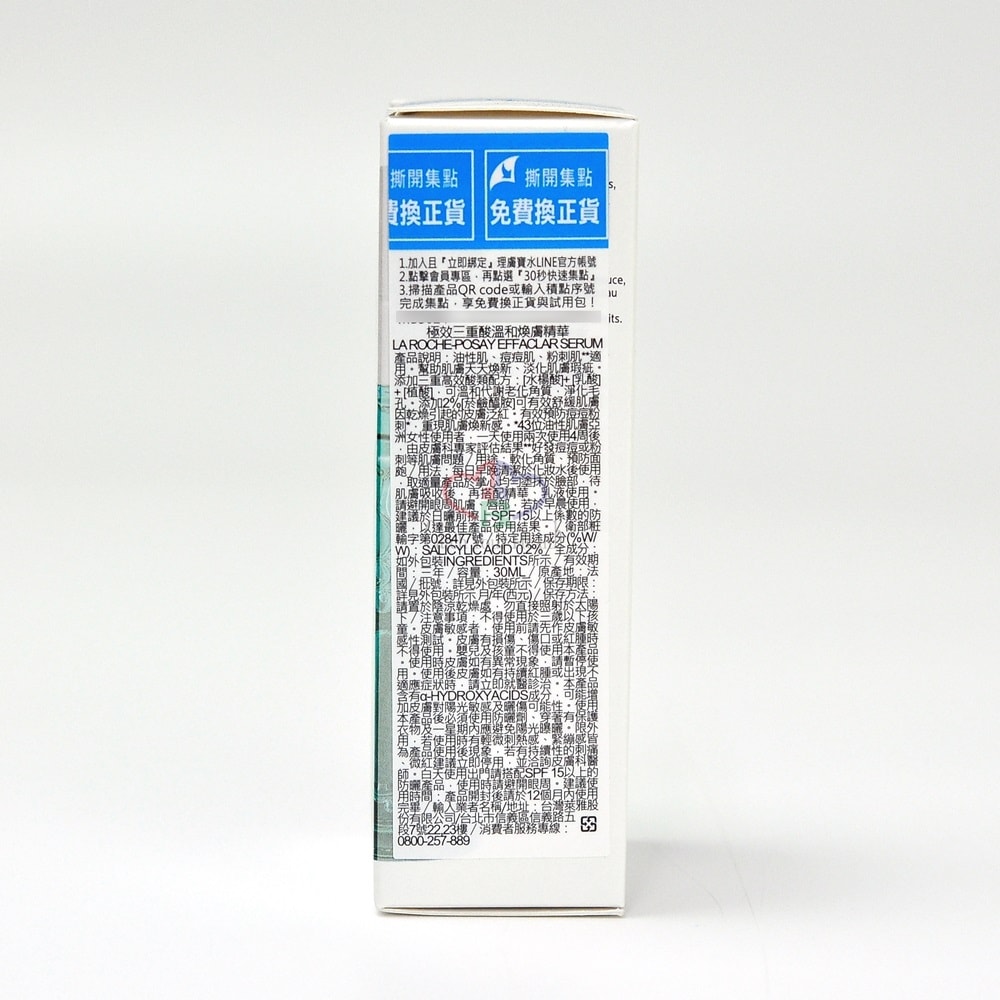 撕開集點
費換正貨
撕開集點
免費換正貨
1.加入且『立即綁定』理膚寶水LINE官方帳號
2.點擊會員專區，再點選『30秒快速集點』
3.掃描產品QR code或輸入積點序號
完成集點，享免費換正貨與試用包！
極效三重酸溫和煥膚精華
LA ROCHE-POSAY EFFACLAR SERUM
產品說明：油性肌、痘痘肌、粉刺肌**適
用。幫助肌膚天天煥新、淡化肌膚瑕疵。
添加三重高效酸類配方：[水楊酸]+[乳酸]
+[植酸]，可溫和代謝老化角質，淨化毛
孔。添加2%[菸鹼醯胺]可有效舒緩肌膚
因乾燥引起的皮膚泛紅。有效預防痘痘粉
刺*，重現肌膚煥新感。*43位油性肌膚亞
洲女性使用者，一天使用兩次使用4周後
，由皮膚科專家評估結果**好發痘痘或粉
刺等肌膚問題/用途：軟化角質、預防面
皰/用法：每日早晚清潔於化妝水後使用
，取適量產品於掌心均勻塗抹於臉部，待
肌膚吸收後，再搭配精華、乳液使用。
請避開眼周肌膚、唇部，若於早晨使用，
建議於日曬前擦上SPF15以上係數的防
曬，以達最佳產品使用結果。/衛部粧
輸字第028477號/特定用途成分(%W/
W)：SALICYLIC ACID 0.2%/全成分：
如外包裝INGREDIENTS所示/有效期
間：三年/容量：30ML/原產地：法
國/批號：詳見外包裝所示/保存期限：
詳見外包裝所示 月/年(西元)/保存方法：
請置於陰涼乾燥處，勿直接照射於太陽
下/注意事項：不得使用於三歲以下孩
童。皮膚敏感者，使用前請先作皮膚敏
感性測試。皮膚有損傷、傷口或紅腫時
不得使用。嬰兒及孩童不得使用本產品
。使用時皮膚如有異常現象，請暫停使
用。使用後皮膚如有持續紅腫或出現不
適應症狀時，請立即就醫診治。本產品
含有α-HYDROXYACIDS成分，可能增
加皮膚對陽光敏感及曬傷可能性。使用
本產品後必須使用防曬劑、穿著有保護
衣物及一星期內應避免陽光曝曬。限外
用，若使用時有輕微刺熱感、緊繃感皆
為產品使用後現象，若有持續性的刺痛
、微紅建議立即停用，並洽詢皮膚科醫
師。白天使用出門請搭配SPF 15以上的
防曬產品，使用時請避開眼周。建議使
用時間：產品開封後請於12個月內使用
完畢/輸入業者名稱/地址：台灣萊雅股
份有限公司/台北市信義區信義路五
段7號22,23樓/消費者服務專線：
0800-257-889
s,
uce,
au
its.